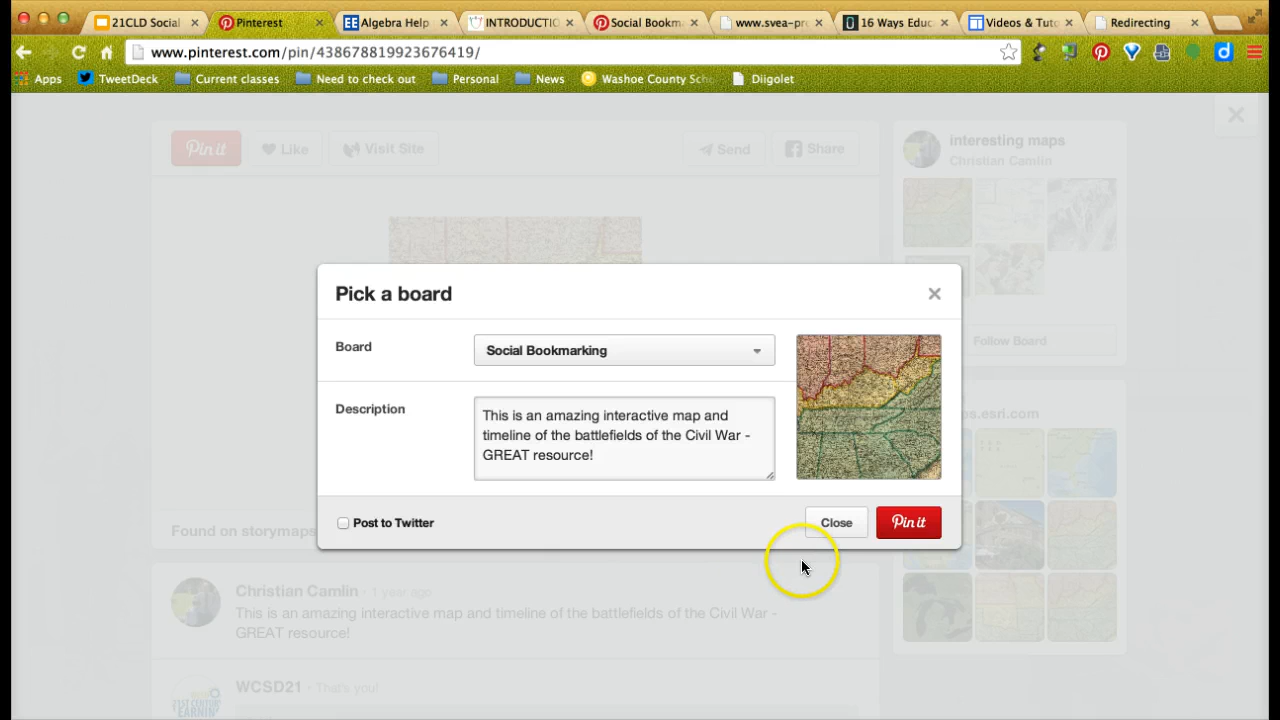 21CLD Social
Pinterest
Algebra Help
INTRODUCTIO
Social Bookm
www.svea-pr
16 Ways Educ
Videos & Tuto
Redirecting
www.pinterest.com/pin/438678819923676419/
Apps
TweetDeck
Current classes
Need to check out
Personal
News
Washoe County Scho
Diigolet
Pin it
Like
Visit Site
Send
Share
interesting maps
Christian Camlin
Pick a board
Board
Social Bookmarking
Description
This is an amazing interactive map and
timeline of the battlefields of the Civil War -
GREAT resource!
Post to Twitter
Close
Pin it
Follow Board
ps.esri.com
Found on storymaps
Christian Camlin · 1 year ago
This is an amazing interactive map and timeline of the battlefields of the Civil War -
GREAT resource!
WCSD21 · That's you!